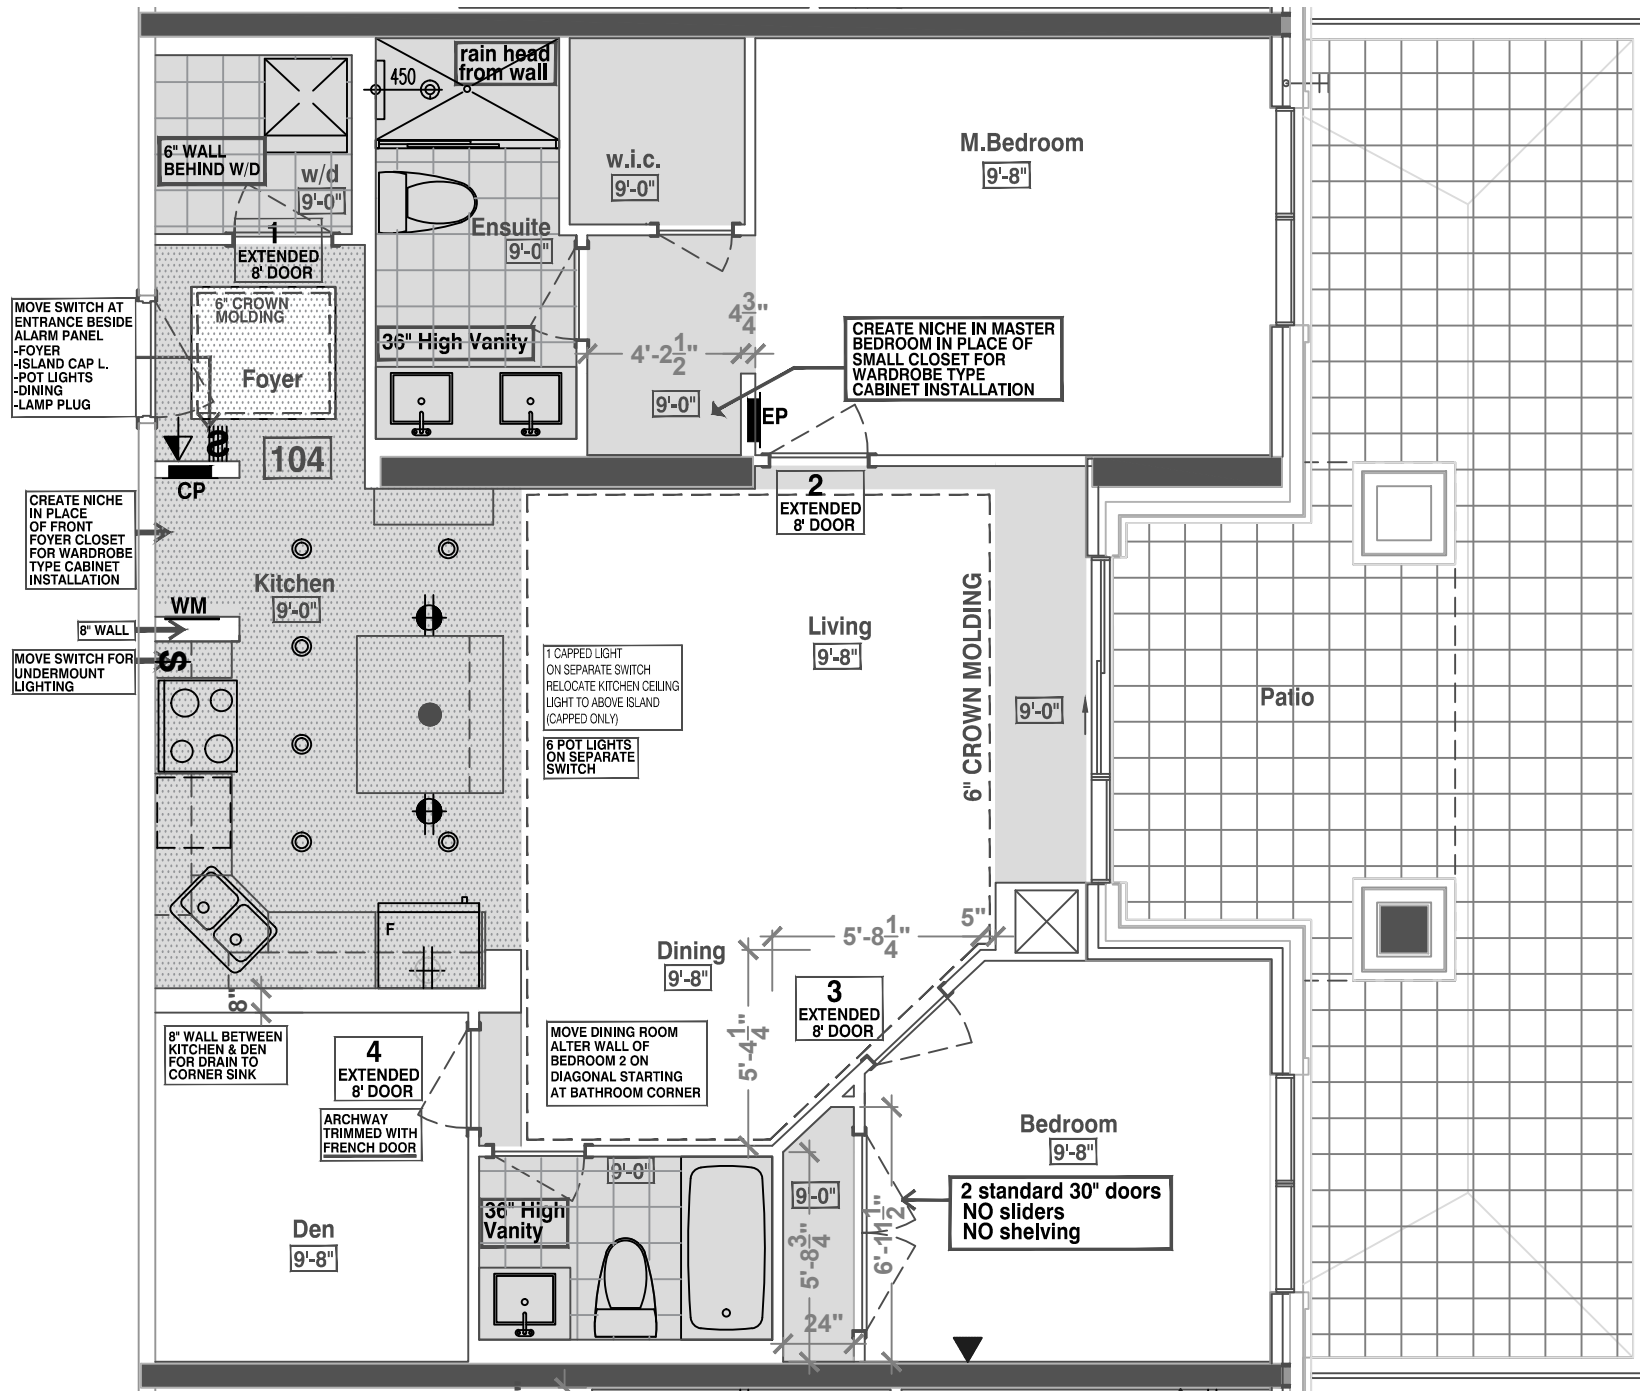 rain head
from wall
450
6" WALL
BEHIND W/D
w/d
9'-0"
w.i.c.
9'-0"
M.Bedroom
9'-8"
Ensuite
9'-0"
1
EXTENDED
8' DOOR
6" CROWN
MOLDING
Foyer
MOVE SWITCH AT
ENTRANCE BESIDE
ALARM PANEL
-FOYER
-ISLAND CAP L.
-POT LIGHTS
-DINING
-LAMP PLUG
36" High Vanity
4 3/4"
4'-2 1/2"
9'-0"
CREATE NICHE IN MASTER
BEDROOM IN PLACE OF
SMALL CLOSET FOR
WARDROBE TYPE
CABINET INSTALLATION
EP
S
104
CP
2
EXTENDED
8' DOOR
CREATE NICHE
IN PLACE
OF FRONT
FOYER CLOSET
FOR WARDROBE
TYPE CABINET
INSTALLATION
Kitchen
9'-0"
WM
8" WALL
MOVE SWITCH FOR
UNDERMOUNT
LIGHTING
S
1 CAPPED LIGHT
ON SEPARATE SWITCH
RELOCATE KITCHEN CEILING
LIGHT TO ABOVE ISLAND
(CAPPED ONLY)
6 POT LIGHTS
ON SEPARATE
SWITCH
Living
9'-8"
6" CROWN MOLDING
9'-0"
Patio
F
Dining
9'-8"
5'-8 1/4"
5"
3
EXTENDED
8' DOOR
5'-4 1/4"
8"
8" WALL BETWEEN
KITCHEN & DEN
FOR DRAIN TO
CORNER SINK
4
EXTENDED
8' DOOR
ARCHWAY
TRIMMED WITH
FRENCH DOOR
MOVE DINING ROOM
ALTER WALL OF
BEDROOM 2 ON
DIAGONAL STARTING
AT BATHROOM CORNER
Bedroom
9'-8"
2 standard 30" doors
NO sliders
NO shelving
9'-0"
36" High
Vanity
9'-0"
5'-8 3/4"
6'-11 1/2"
24"
Den
9'-8"